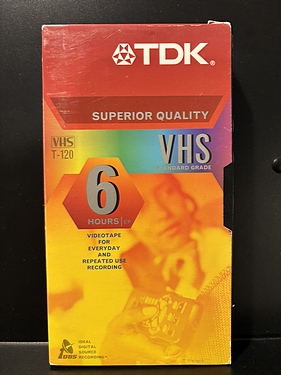 TDK®
SUPERIOR QUALITY
VHS
T-120
VHS
STANDARD GRADE
6
HOURS | EP
VIDEOTAPE
FOR
EVERYDAY
AND
REPEATED USE
RECORDING
IDEAL
DIGITAL
SOURCE
RECORDING